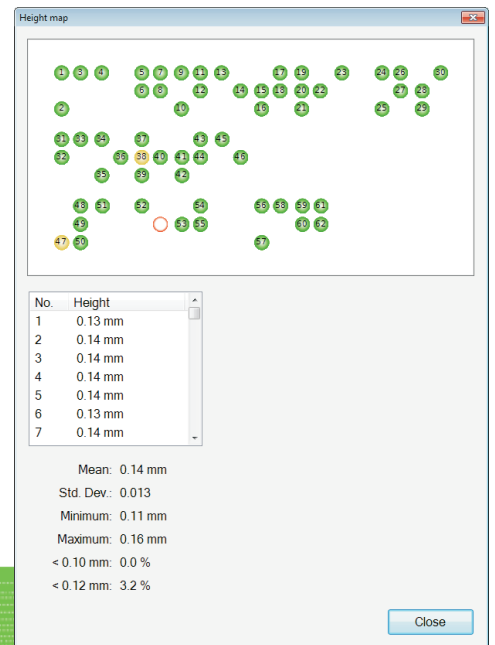 Height map
1 3 4 5 7 9 11 13 17 19 23 24 26 30
6 8 12 14 15 18 20 22 27 28
2 10 16 21 25 29
31 33 34 37 43 45
32 36 38 40 41 44 46
35 39 42
48 51 52 54 56 58 59 61
49 53 55 60 62
47 50 57
No. Height
1 0.13 mm
2 0.14 mm
3 0.14 mm
4 0.14 mm
5 0.14 mm
6 0.13 mm
7 0.14 mm
Mean: 0.14 mm
Std. Dev.: 0.013
Minimum: 0.11 mm
Maximum: 0.16 mm
< 0.10 mm: 0.0 %
< 0.12 mm: 3.2 %
Close